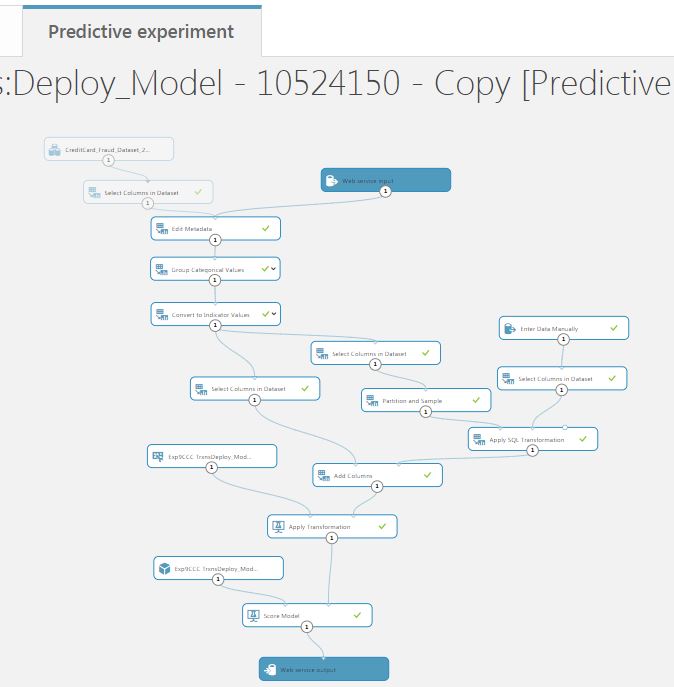 Predictive experiment
s:Deploy_Model - 10524150 - Copy [Predictive
CreditCard_Fraud_Dataset_2...
1
Select Columns in Dataset
1
Web service input
1
Edit Metadata
1
Group Categorical Values
1
Convert to Indicator Values
1
Select Columns in Dataset
1
Enter Data Manually
1
Select Columns in Dataset
1
Select Columns in Dataset
1
Partition and Sample
1
Apply SQL Transformation
1
Exp9CCC TrxnsDeploy_Mod...
1
Add Columns
1
Apply Transformation
1
Exp9CCC TrxnsDeploy_Mod...
1
Score Model
1
Web service output